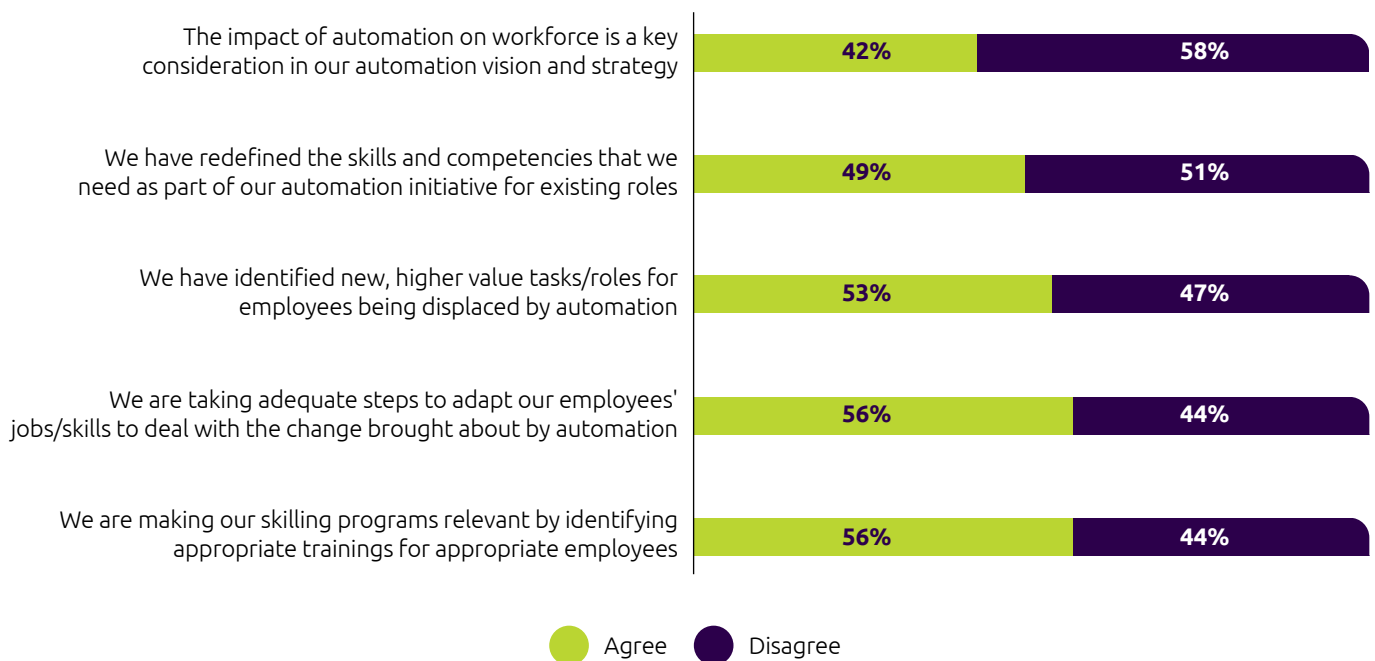 The impact of automation on workforce is a key
consideration in our automation vision and strategy
42%
58%
We have redefined the skills and competencies that we
need as part of our automation initiative for existing roles
49%
51%
We have identified new, higher value tasks/roles for
employees being displaced by automation
53%
47%
We are taking adequate steps to adapt our employees'
jobs/skills to deal with the change brought about by automation
56%
44%
We are making our skilling programs relevant by identifying
appropriate trainings for appropriate employees
56%
44%
Agree
Disagree